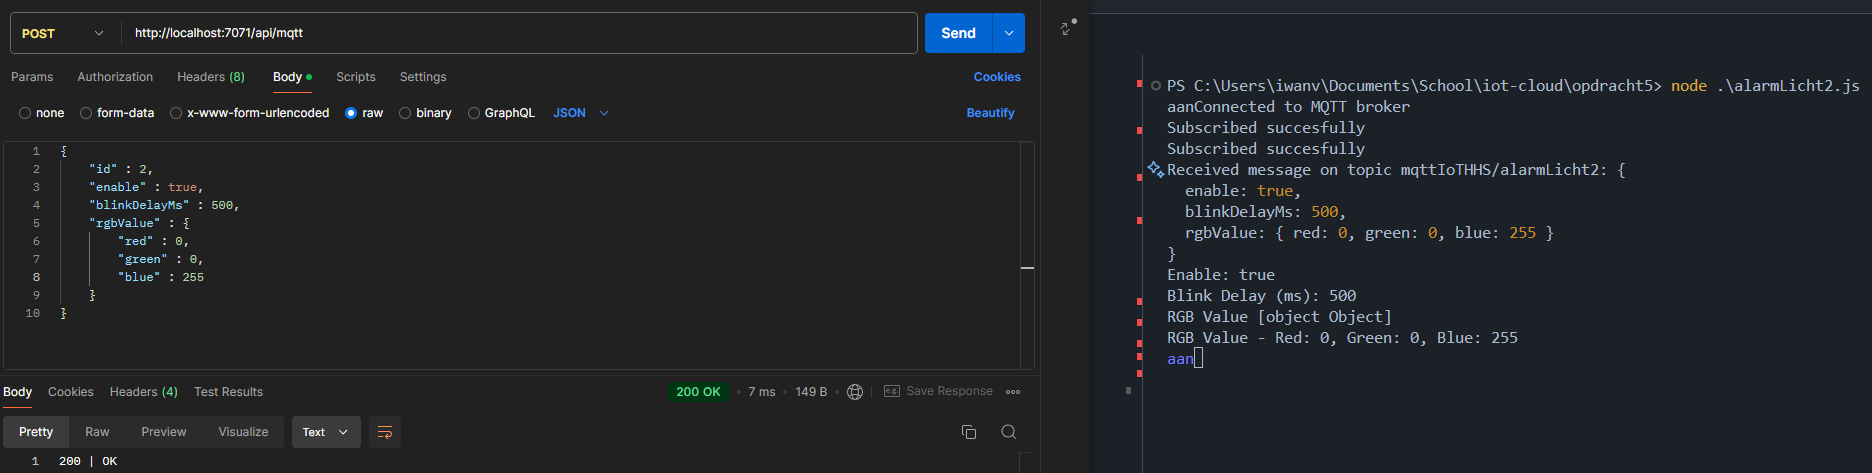 POST
http://localhost:7071/api/mqtt
Send
Params Authorization Headers (8) Body Scripts Settings
Cookies
none form-data x-www-form-urlencoded raw binary GraphQL JSON
Beautify
1 {
2 "id" : 2,
3 "enable" : true,
4 "blinkDelayMs" : 500,
5 "rgbValue" : {
6 "red" : 0,
7 "green" : 0,
8 "blue" : 255
9 }
10 }
Body Cookies Headers (4) Test Results
200 OK • 7 ms • 149 B • e.g. Save Response
Pretty Raw Preview Visualize Text
1 200 | OK
PS C:\Users\iwanv\Documents\School\iot-cloud\opdracht5> node .\alarmLicht2.js
aanConnected to MQTT broker
Subscribed succesfully
Subscribed succesfully
Received message on topic mqttIoTHHS/alarmLicht2: {
enable: true,
blinkDelayMs: 500,
rgbValue: { red: 0, green: 0, blue: 255 }
}
Enable: true
Blink Delay (ms): 500
RGB Value [object Object]
RGB Value - Red: 0, Green: 0, Blue: 255
aan